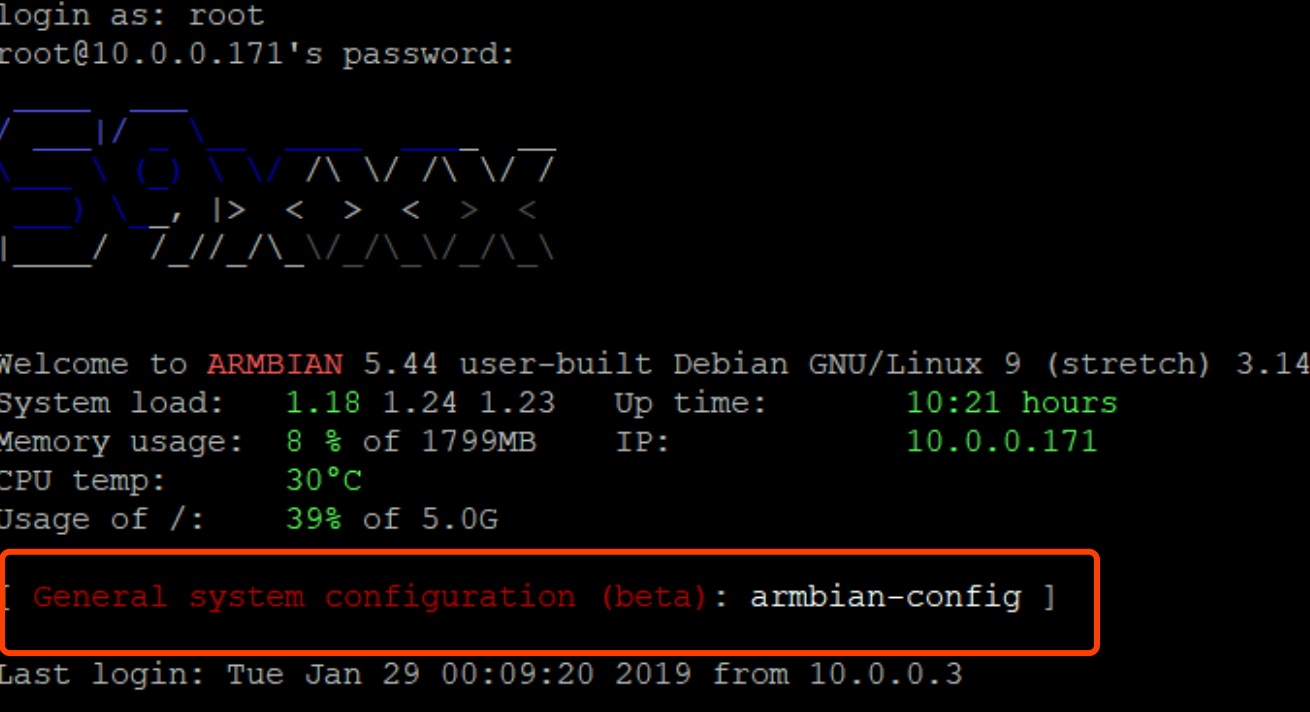 login as: root
root@10.0.0.171's password:
S9xxx
Welcome to ARMBIAN 5.44 user-built Debian GNU/Linux 9 (stretch) 3.14
System load: 1.18 1.24 1.23 Up time: 10:21 hours
Memory usage: 8 % of 1799MB IP: 10.0.0.171
CPU temp: 30°C
Usage of /: 39% of 5.0G
[ General system configuration (beta): armbian-config ]
Last login: Tue Jan 29 00:09:20 2019 from 10.0.0.3